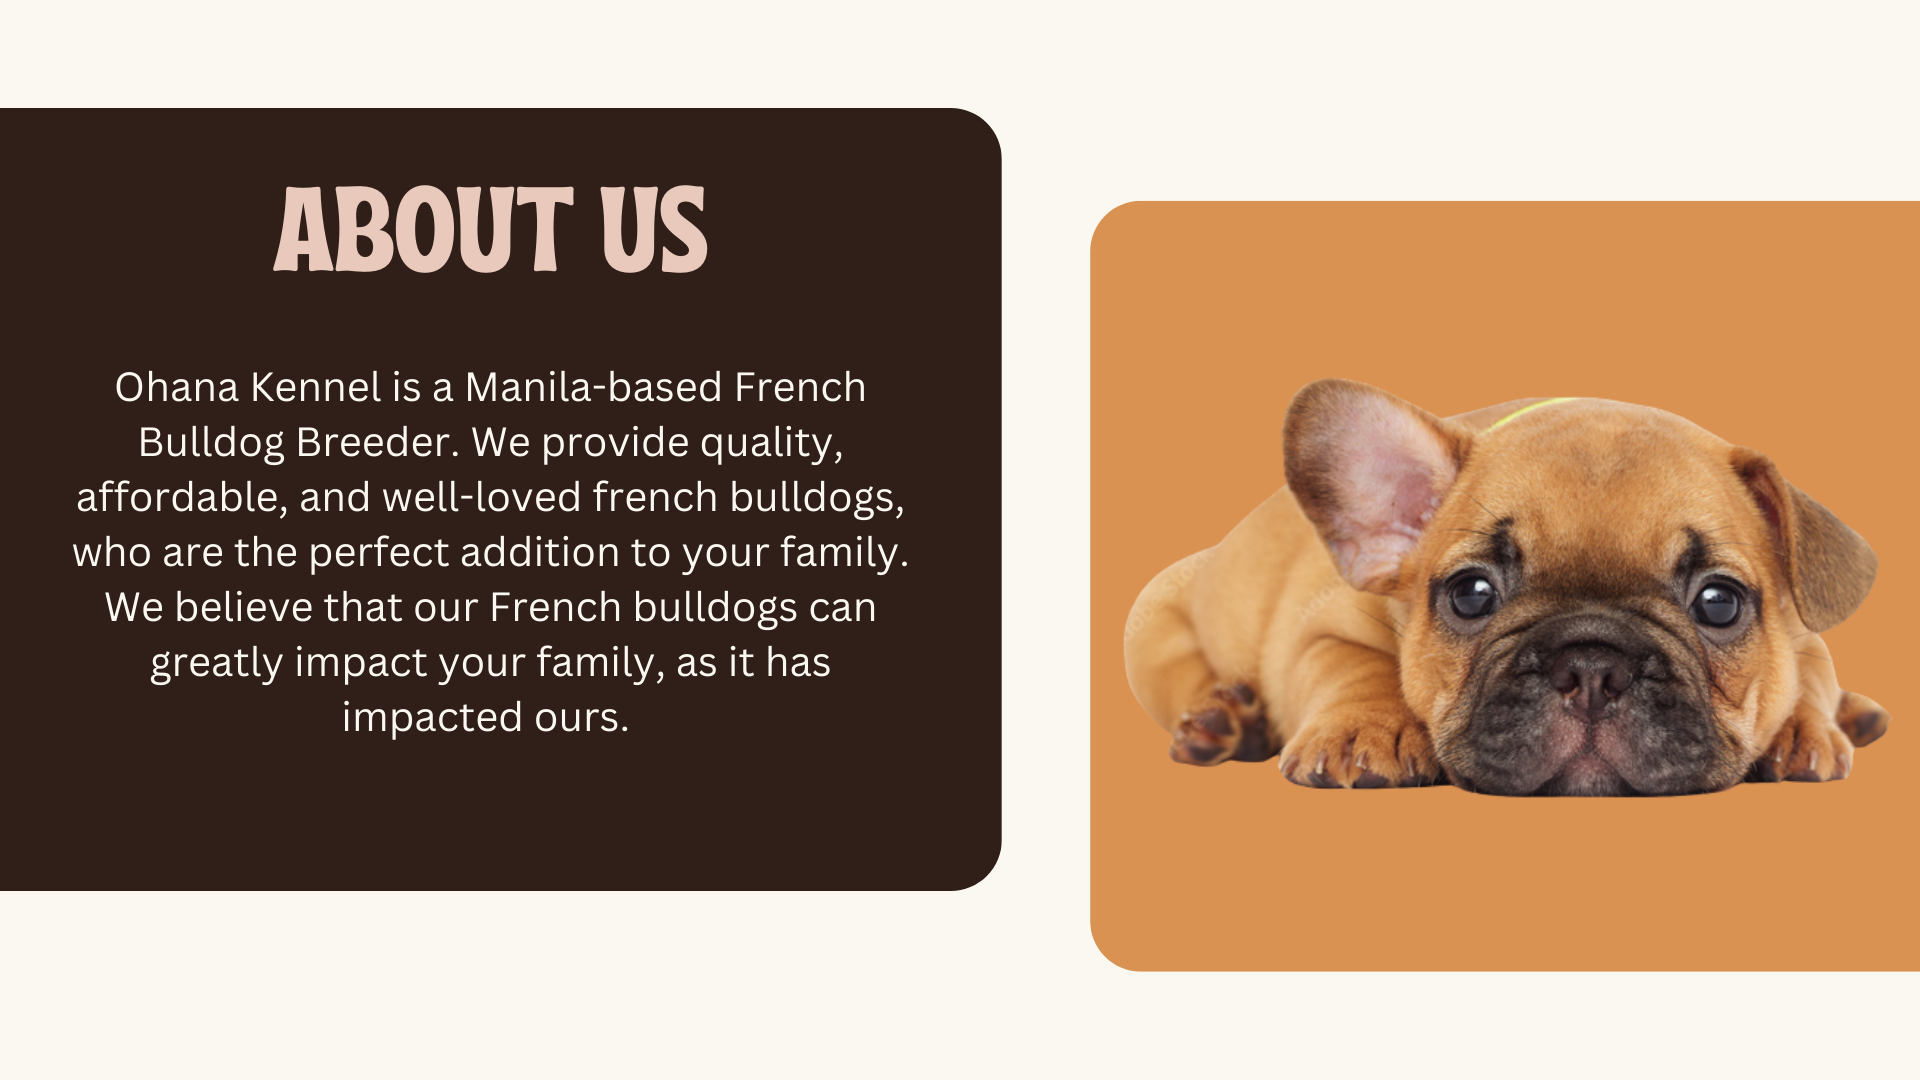 ABOUT US
Ohana Kennel is a Manila-based French
Bulldog Breeder. We provide quality,
affordable, and well-loved french bulldogs,
who are the perfect addition to your family.
We believe that our French bulldogs can
greatly impact your family, as it has
impacted ours.